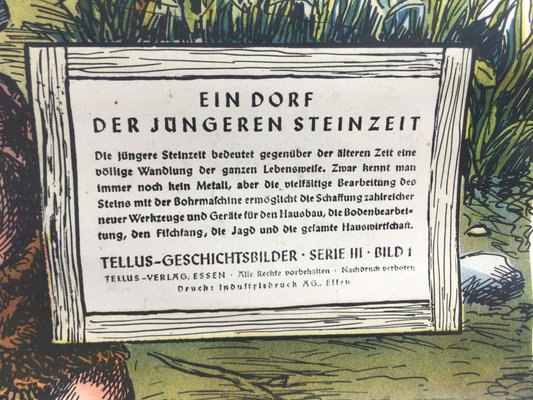 EIN DORF
DER JÜNGEREN STEINZEIT
Die jüngere Steinzeit bedeutet gegenüber der älteren Zeit eine
völlige Wandlung der ganzen Lebensweise. Zwar kennt man
immer noch kein Metall, aber die vielfältige Bearbeitung des
Steins mit der Bohrmaschine ermöglicht die Schaffung zahlreicher
neuer Werkzeuge und Geräte für den Hausbau, die Bodenbearbei-
tung, den Fischfang, die Jagd und die gesamte Hauswirtschaft.
TELLUS-GESCHICHTSBILDER · SERIE III · BILD 1
TELLUS-VERLAG, ESSEN · Alle Rechte vorbehalten · Nachdruck verboten
Druck: Industriedruck AG., Essen